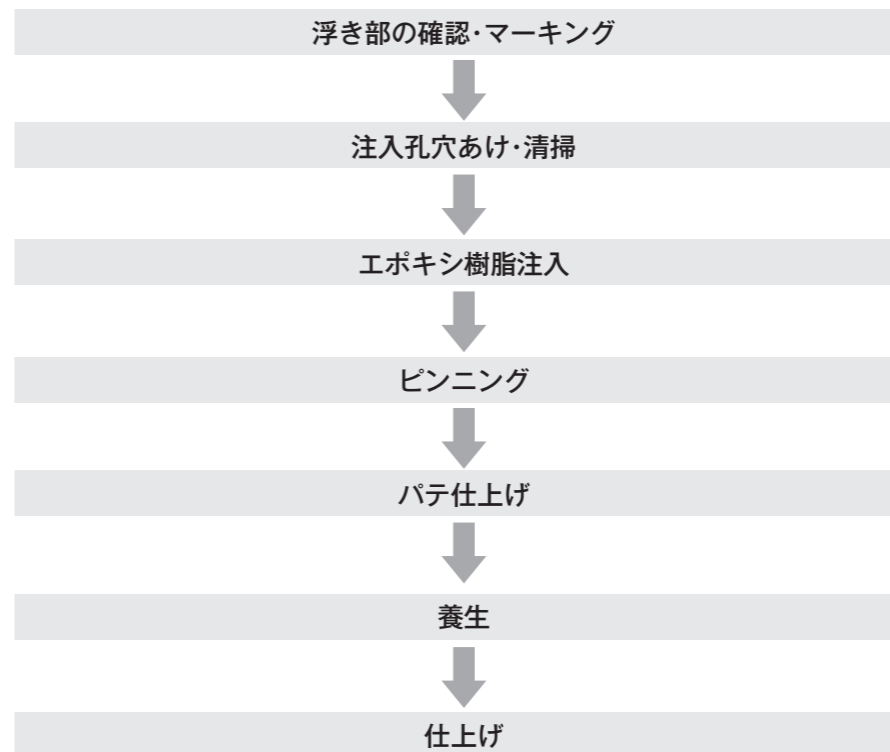 浮き部の確認・マーキング
注入孔穴あけ・清掃
エポキシ樹脂注入
ピンニング
パテ仕上げ
養生
仕上げ